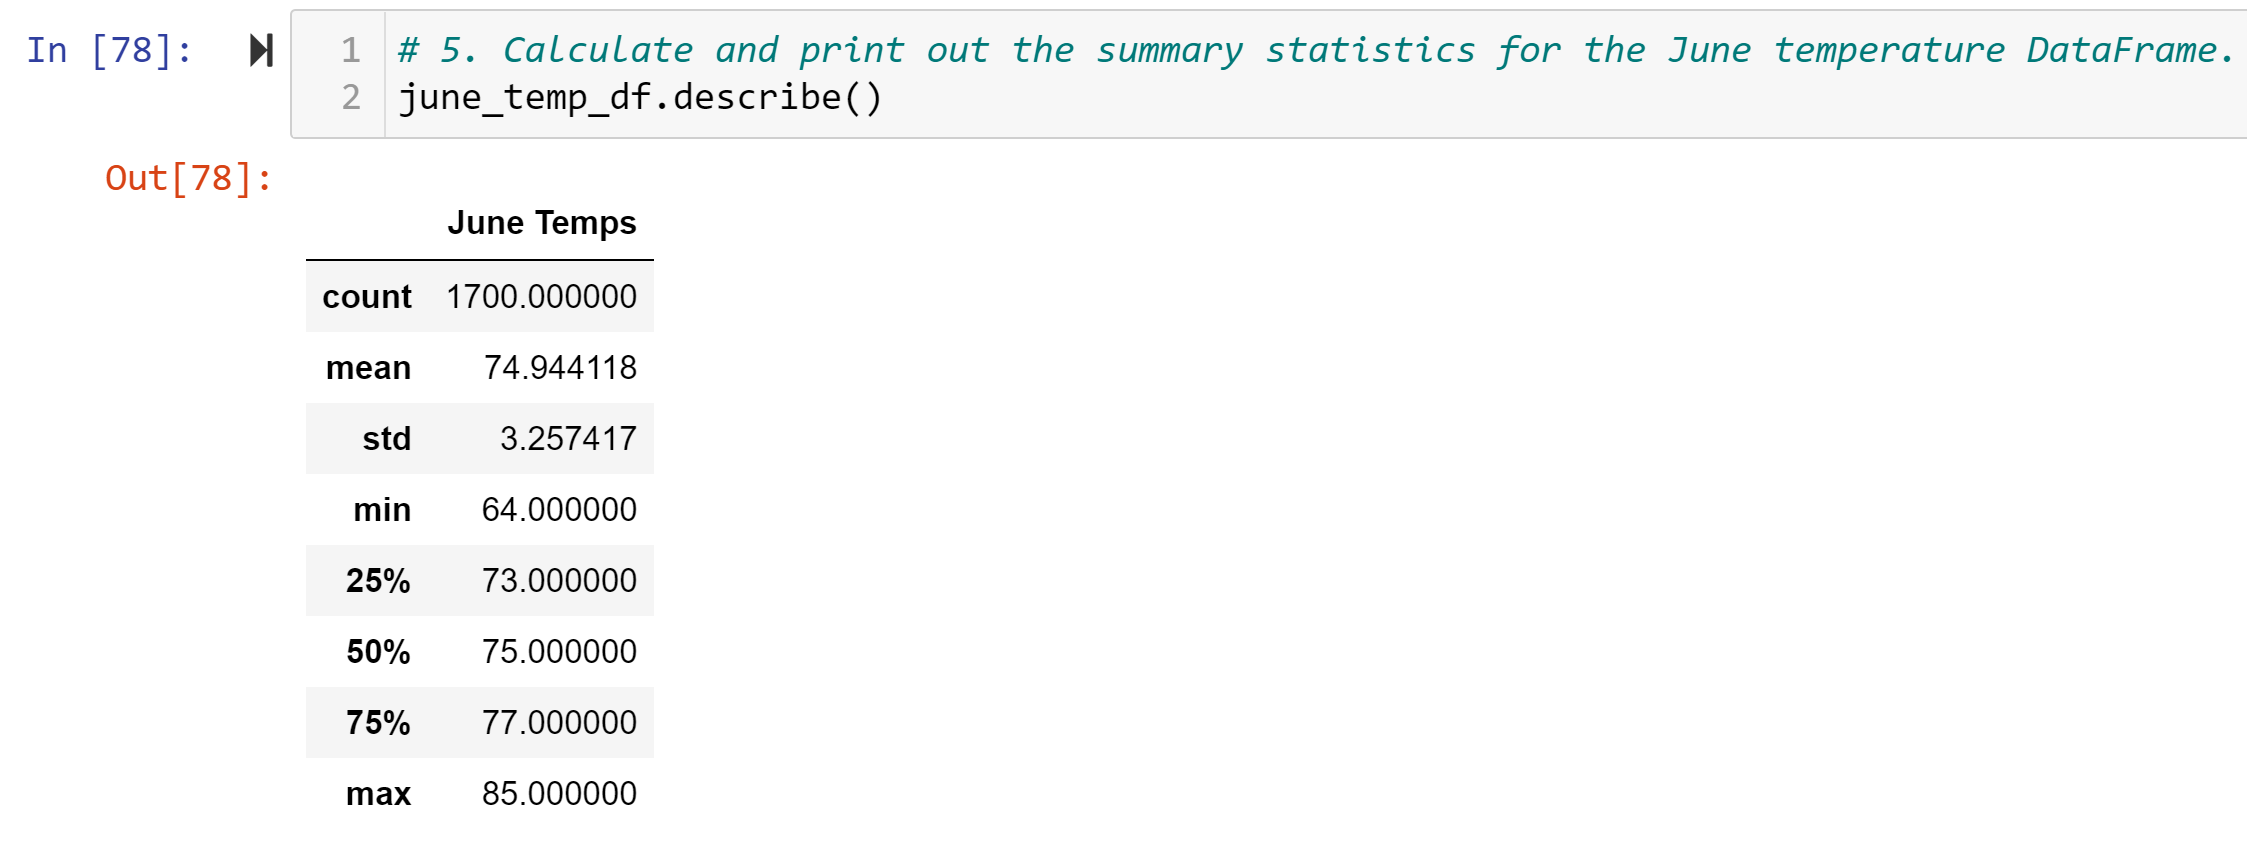 In [78]:
1 # 5. Calculate and print out the summary statistics for the June temperature DataFrame.
2 june_temp_df.describe()
Out[78]:
June Temps
count 1700.000000
mean 74.944118
std 3.257417
min 64.000000
25% 73.000000
50% 75.000000
75% 77.000000
max 85.000000